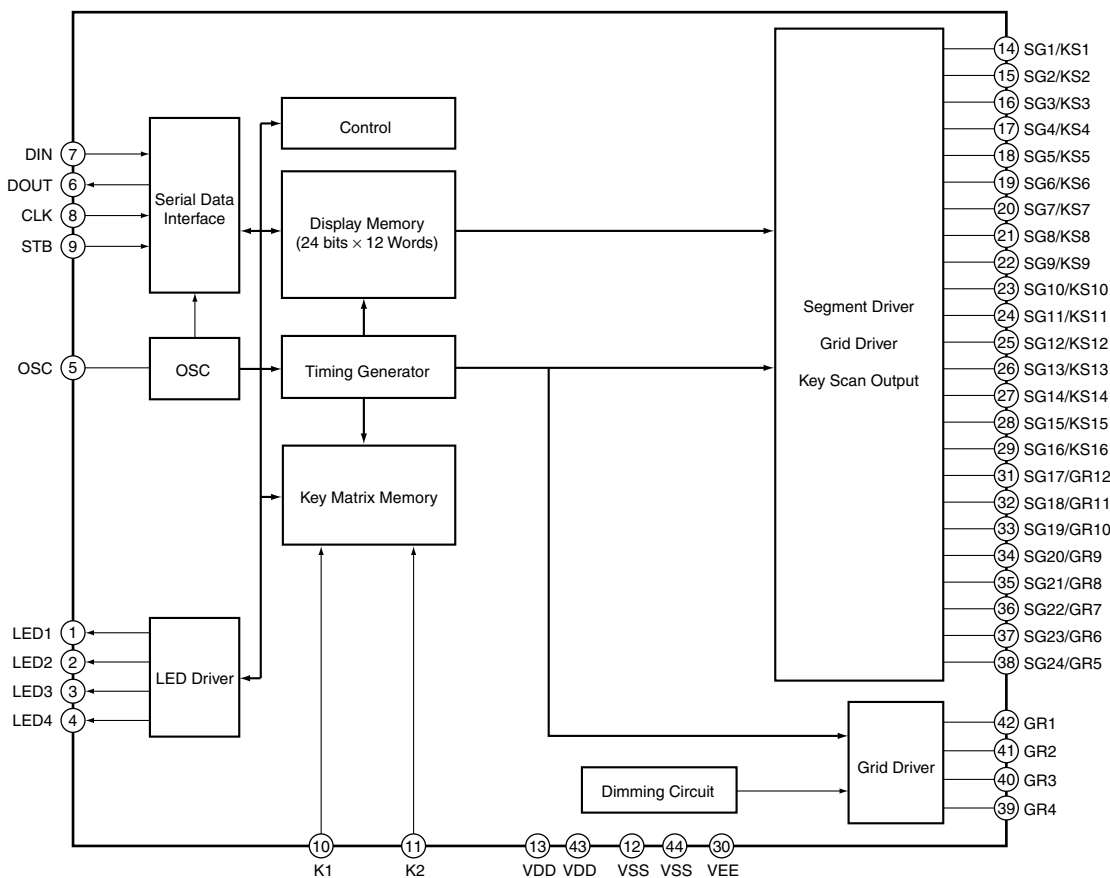 DIN 7
DOUT 6
CLK 8
STB 9
OSC 5
LED1 1
LED2 2
LED3 3
LED4 4
Serial Data
Interface
OSC
LED Driver
Control
Display Memory
(24 bits × 12 Words)
Timing Generator
Key Matrix Memory
Segment Driver
Grid Driver
Key Scan Output
Dimming Circuit
Grid Driver
14 SG1/KS1
15 SG2/KS2
16 SG3/KS3
17 SG4/KS4
18 SG5/KS5
19 SG6/KS6
20 SG7/KS7
21 SG8/KS8
22 SG9/KS9
23 SG10/KS10
24 SG11/KS11
25 SG12/KS12
26 SG13/KS13
27 SG14/KS14
28 SG15/KS15
29 SG16/KS16
31 SG17/GR12
32 SG18/GR11
33 SG19/GR10
34 SG20/GR9
35 SG21/GR8
36 SG22/GR7
37 SG23/GR6
38 SG24/GR5
42 GR1
41 GR2
40 GR3
39 GR4
10 11 13 43 12 44 30
K1 K2 VDD VDD VSS VSS VEE